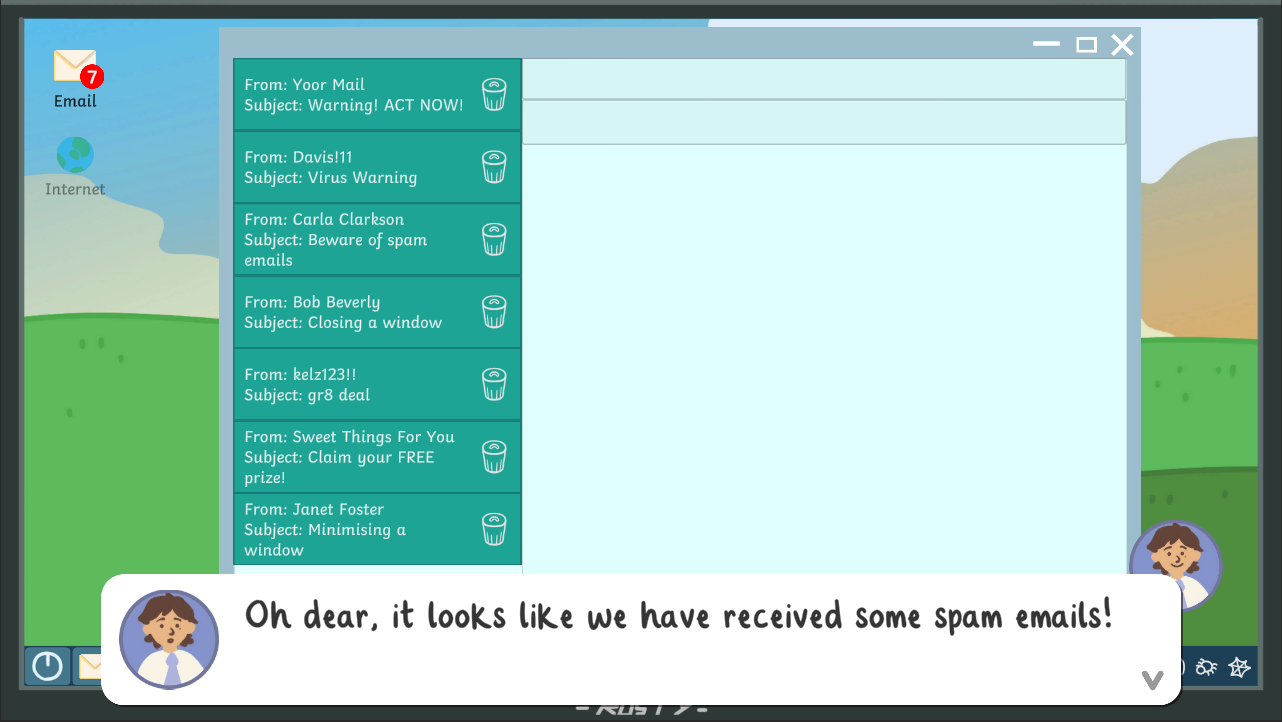 7
Email
Internet
From: Yoor Mail
Subject: Warning! ACT NOW!
From: Davis!11
Subject: Virus Warning
From: Carla Clarkson
Subject: Beware of spam
emails
From: Bob Beverly
Subject: Closing a window
From: kelz123!!
Subject: gr8 deal
From: Sweet Things For You
Subject: Claim your FREE
prize!
From: Janet Foster
Subject: Minimising a
window
Oh dear, it looks like we have received some spam emails!